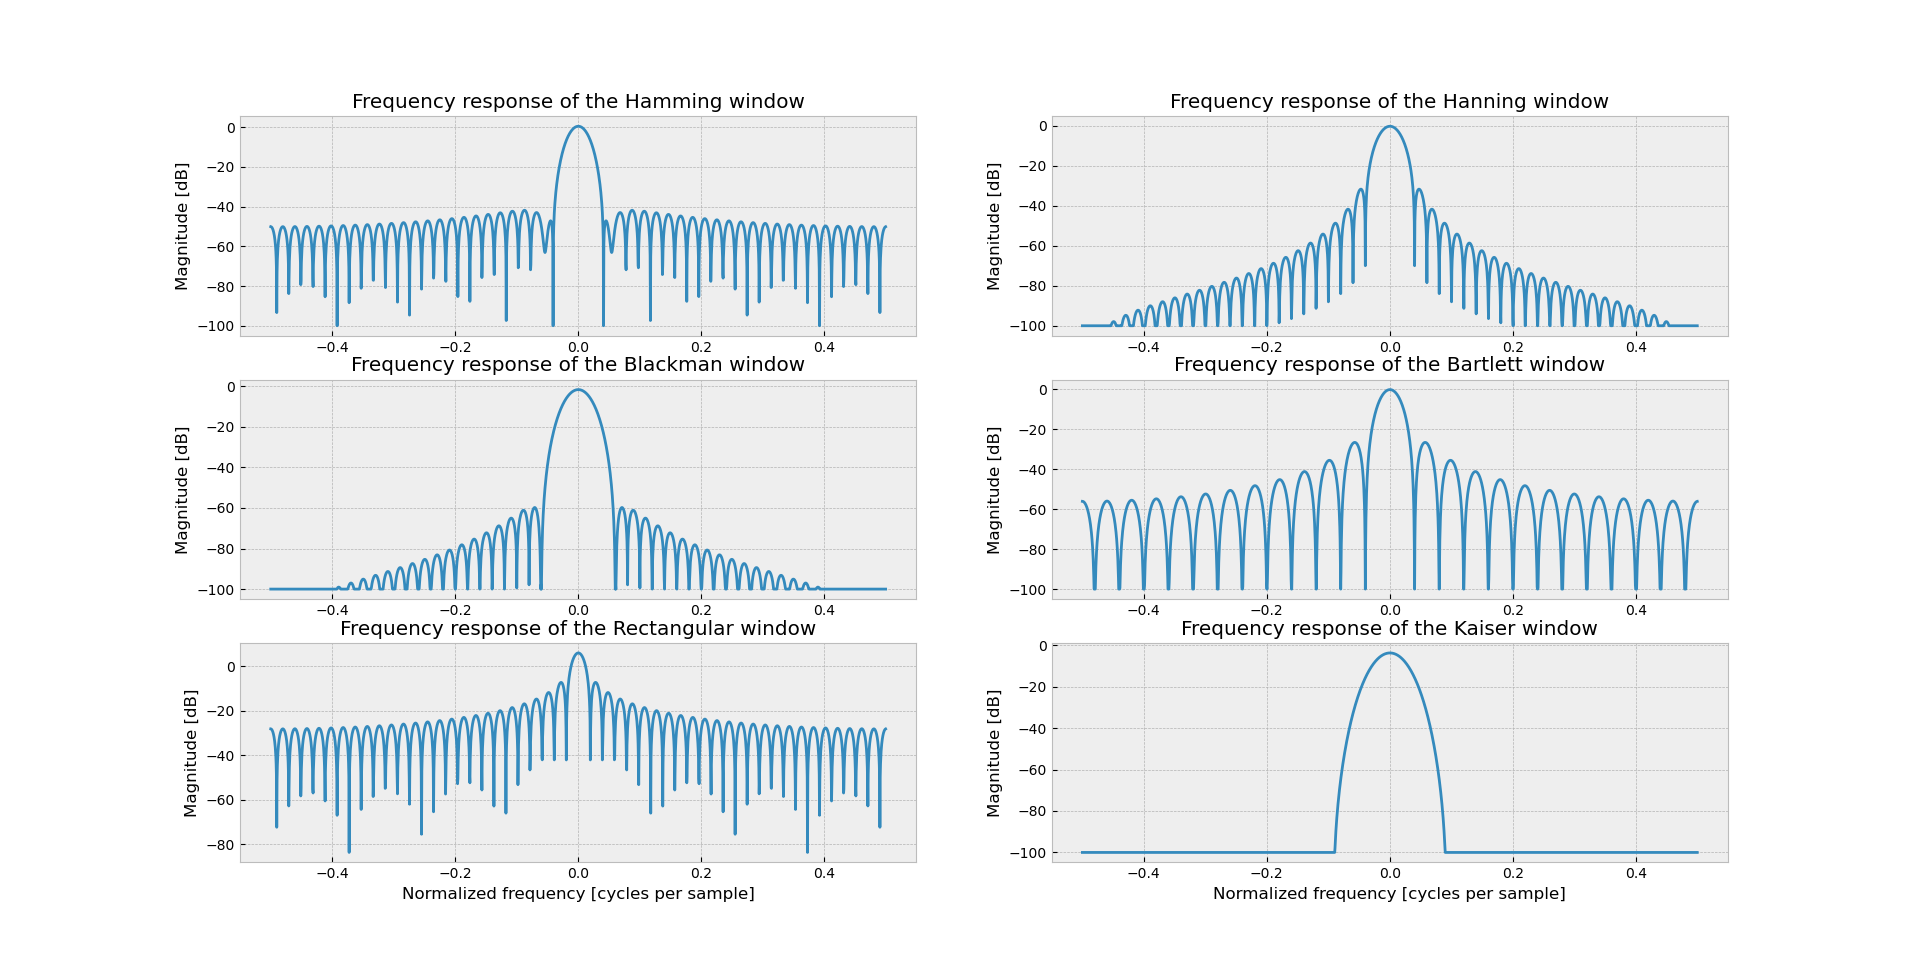 Frequency response of the Hamming window
Magnitude [dB]
0
−20
−40
−60
−80
−100
−0.4 −0.2 0.0 0.2 0.4
Frequency response of the Hanning window
Magnitude [dB]
0
−20
−40
−60
−80
−100
−0.4 −0.2 0.0 0.2 0.4
Frequency response of the Blackman window
Magnitude [dB]
0
−20
−40
−60
−80
−100
−0.4 −0.2 0.0 0.2 0.4
Frequency response of the Bartlett window
Magnitude [dB]
0
−20
−40
−60
−80
−100
−0.4 −0.2 0.0 0.2 0.4
Frequency response of the Rectangular window
Magnitude [dB]
0
−20
−40
−60
−80
−0.4 −0.2 0.0 0.2 0.4
Normalized frequency [cycles per sample]
Frequency response of the Kaiser window
Magnitude [dB]
0
−20
−40
−60
−80
−100
−0.4 −0.2 0.0 0.2 0.4
Normalized frequency [cycles per sample]